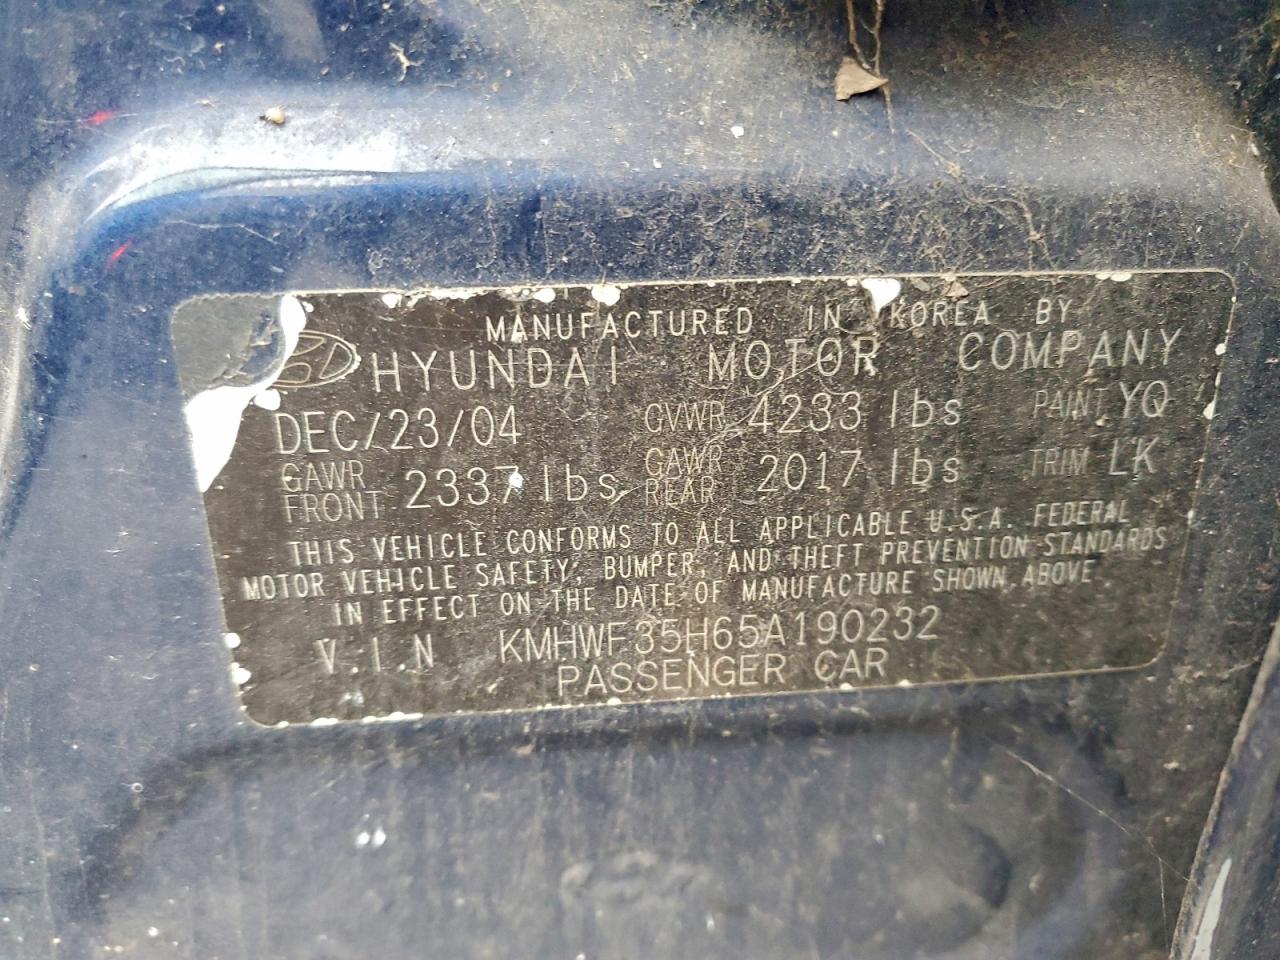 MANUFACTURED IN KOREA BY
HYUNDAI MOTOR COMPANY
DEC/23/04 GVWR 4233 lbs PAINT YQ
GAWR FRONT 2337 lbs GAWR REAR 2017 lbs TRIM LK
THIS VEHICLE CONFORMS TO ALL APPLICABLE U.S.A. FEDERAL
MOTOR VEHICLE SAFETY, BUMPER, AND THEFT PREVENTION STANDARDS
IN EFFECT ON THE DATE OF MANUFACTURE SHOWN ABOVE
V.I.N KMHWF35H65A190232
PASSENGER CAR